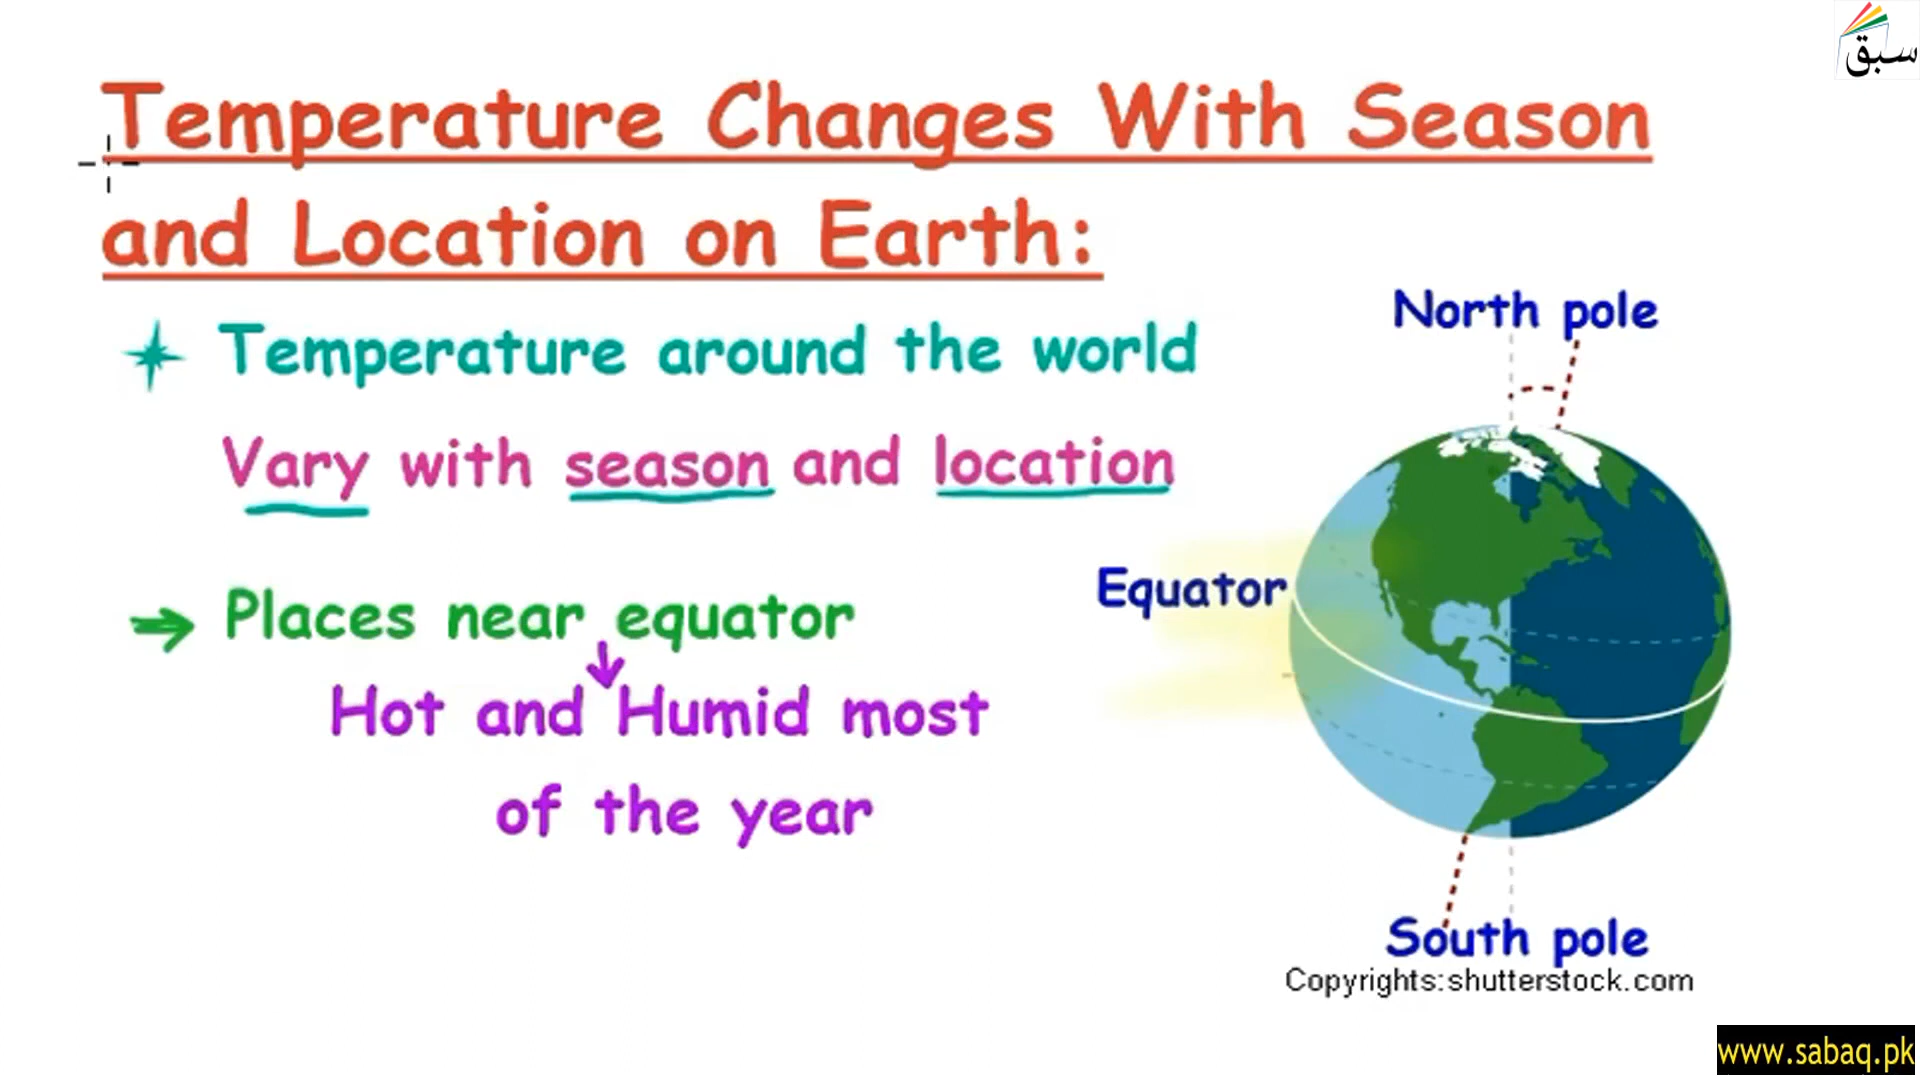 سبق
Temperature Changes With Season
and Location on Earth:
Temperature around the world
Vary with season and location
Places near equator
Hot and Humid most
of the year
North pole
Equator
South pole
Copyrights:shutterstock.com
www.sabaq.pk